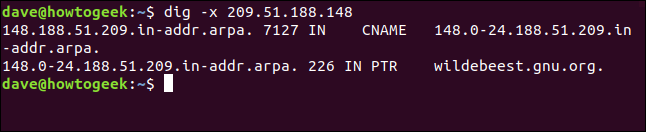 dave@howtogeek:~$ dig -x 209.51.188.148
148.188.51.209.in-addr.arpa. 7127 IN    CNAME   148.0-24.188.51.209.in
-addr.arpa.
148.0-24.188.51.209.in-addr.arpa. 226 IN PTR    wildebeest.gnu.org.
dave@howtogeek:~$